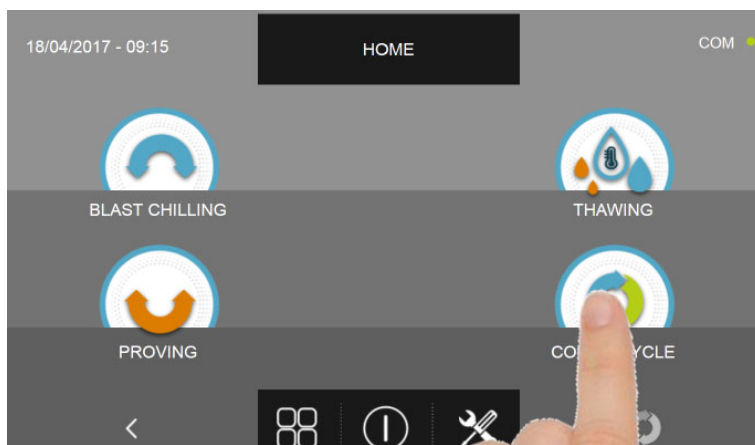 18/04/2017 - 09:15
HOME
COM
BLAST CHILLING
THAWING
PROVING